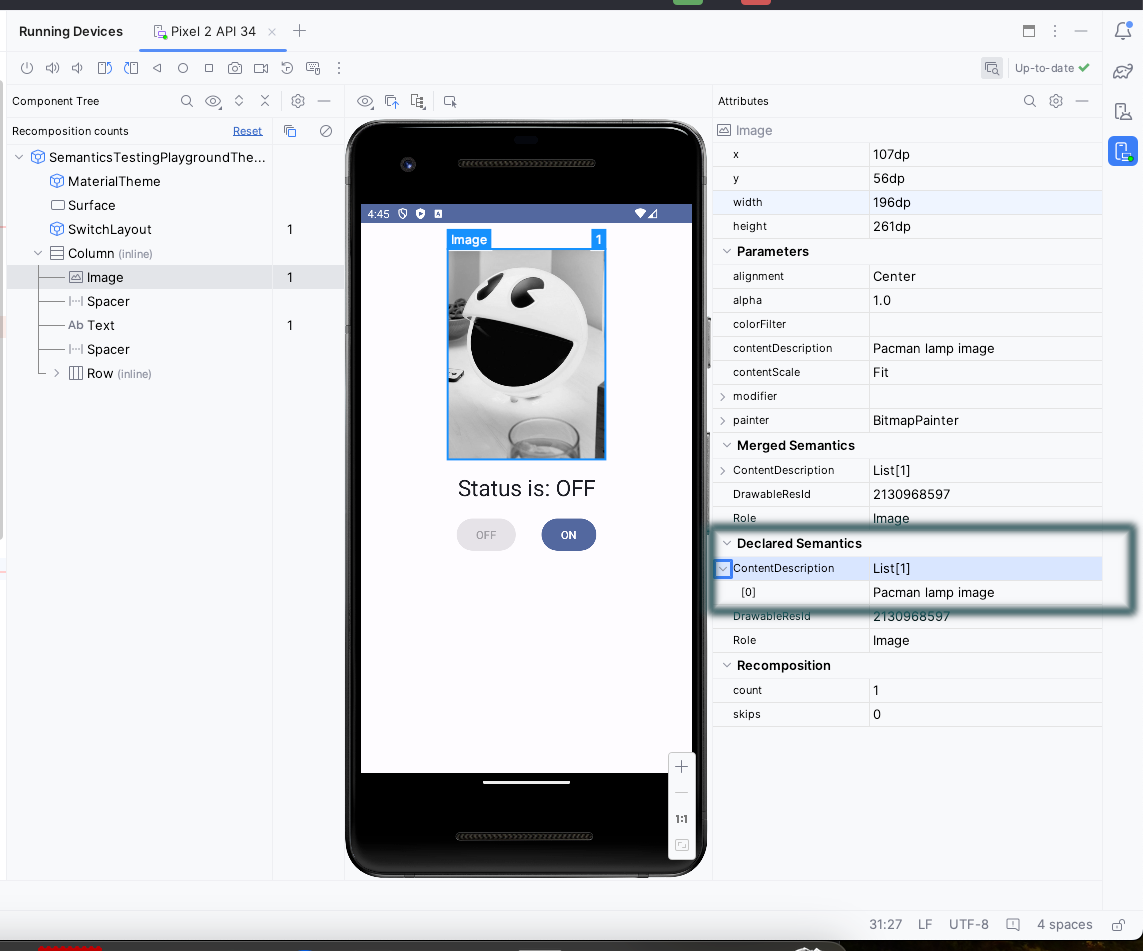 Running Devices
Pixel 2 API 34
Up-to-date
Component Tree
Recomposition counts
Reset
SemanticsTestingPlaygroundThe...
MaterialTheme
Surface
SwitchLayout 1
Column (inline)
Image 1
Spacer
Ab Text 1
Spacer
Row (inline)
4:45
Image 1
Status is: OFF
OFF
ON
1:1
Attributes
Image
x 107dp
y 56dp
width 196dp
height 261dp
Parameters
alignment Center
alpha 1.0
colorFilter
contentDescription Pacman lamp image
contentScale Fit
modifier
painter BitmapPainter
Merged Semantics
ContentDescription List[1]
DrawableResId 2130968597
Role Image
Declared Semantics
ContentDescription List[1]
[0] Pacman lamp image
DrawableResId 2130968597
Role Image
Recomposition
count 1
skips 0
31:27 LF UTF-8 4 spaces